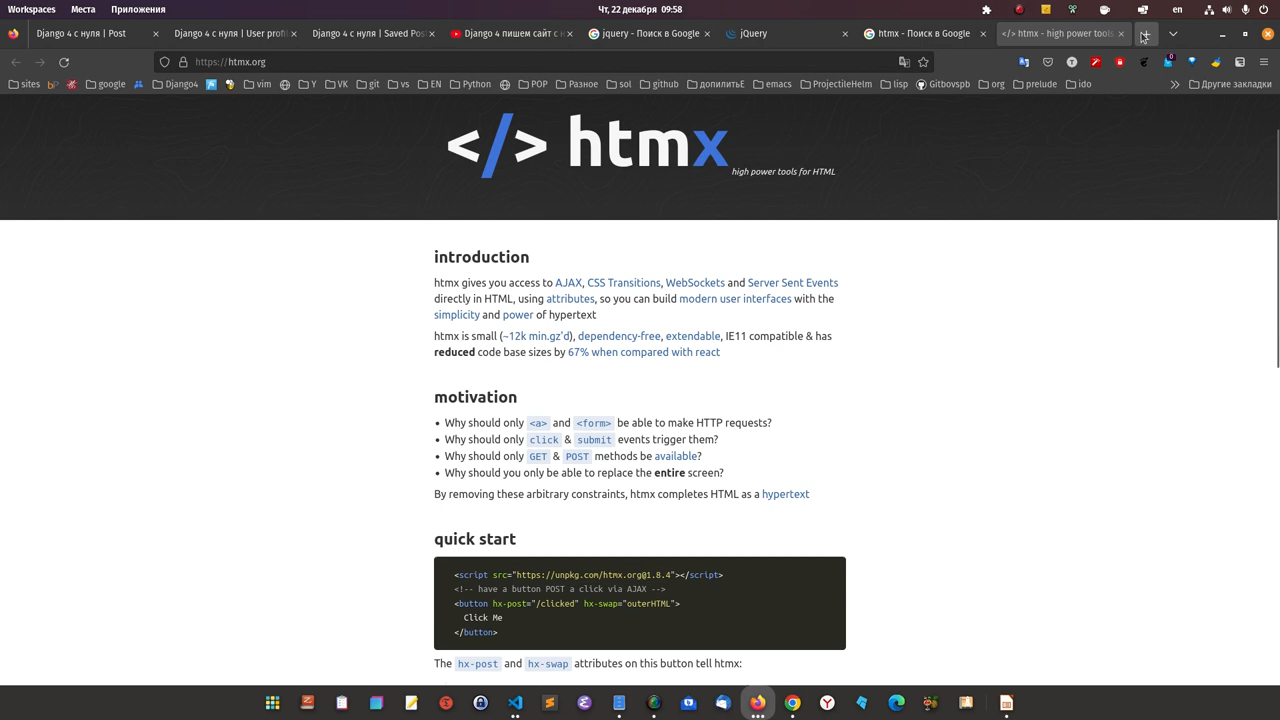 Workspaces Места Приложения Чт, 22 декабря 09:58 en
Django 4 с нуля | Post Django 4 с нуля | User profi Django 4 с нуля | Saved Post Django 4 пишем сайт с н jquery - Поиск в Google jQuery htmx - Поиск в Google </> htmx - high power tools
https://htmx.org 0
sites google Django4 vim Y VK git vs EN Python POP Разное sol github допилитьЕ emacs ProjectileHelm lisp Gitbovspb org prelude ido Другие закладки
</> htmx
high power tools for HTML
introduction
htmx gives you access to AJAX, CSS Transitions, WebSockets and Server Sent Events
directly in HTML, using attributes, so you can build modern user interfaces with the
simplicity and power of hypertext
htmx is small (~12k min.gz'd), dependency-free, extendable, IE11 compatible & has
reduced code base sizes by 67% when compared with react
motivation
• Why should only <a> and <form> be able to make HTTP requests?
• Why should only click & submit events trigger them?
• Why should only GET & POST methods be available?
• Why should you only be able to replace the entire screen?
By removing these arbitrary constraints, htmx completes HTML as a hypertext
quick start
<script src="https://unpkg.com/htmx.org@1.8.4"></script>
<!-- have a button POST a click via AJAX -->
<button hx-post="/clicked" hx-swap="outerHTML">
Click Me
</button>
The hx-post and hx-swap attributes on this button tell htmx: